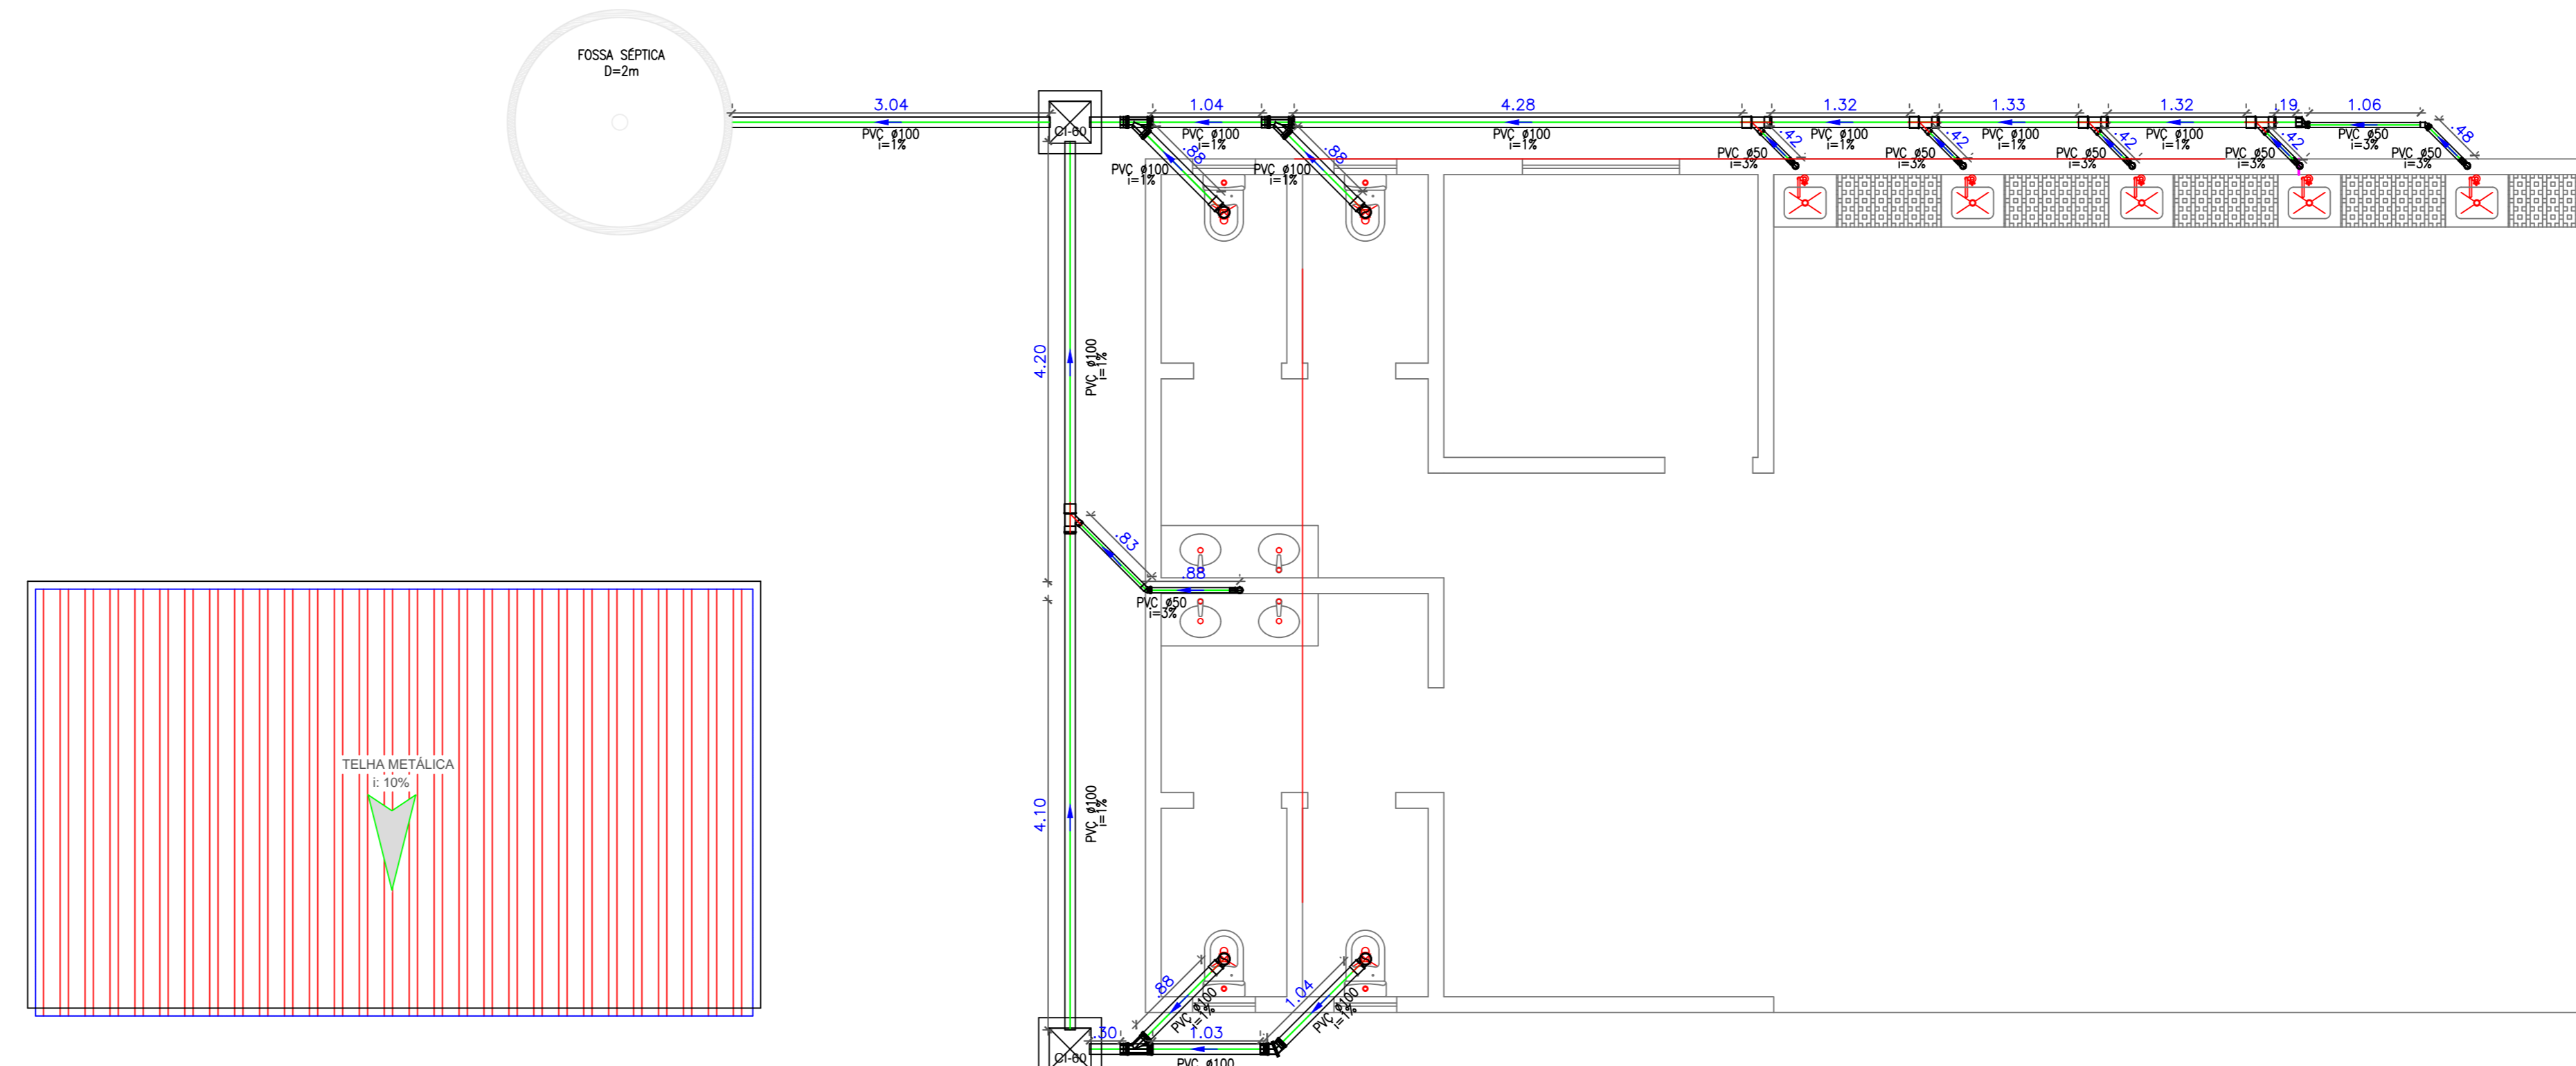 FOSSA SÉPTICA
D=2m
3.04
PVC ø100
i=1%
CI-60
1.04
PVC ø100
i=1%
4.28
PVC ø100
i=1%
1.32
PVC ø100
i=1%
1.33
PVC ø100
i=1%
1.32
PVC ø100
i=1%
.19
1.06
PVC ø50
i=3%
.48
PVC ø50
i=3%
.42
PVC ø50
i=3%
.42
PVC ø50
i=3%
.42
PVC ø50
i=3%
.42
PVC ø50
i=3%
.88
PVC ø100
i=1%
.88
PVC ø100
i=1%
4.20
PVC ø100
i=1%
.83
.88
PVC ø50
i=3%
TELHA METÁLICA
i: 10%
4.10
PVC ø100
i=1%
.88
PVC ø100
i=1%
1.04
PVC ø100
i=1%
.30
1.03
PVC ø100
CI-60